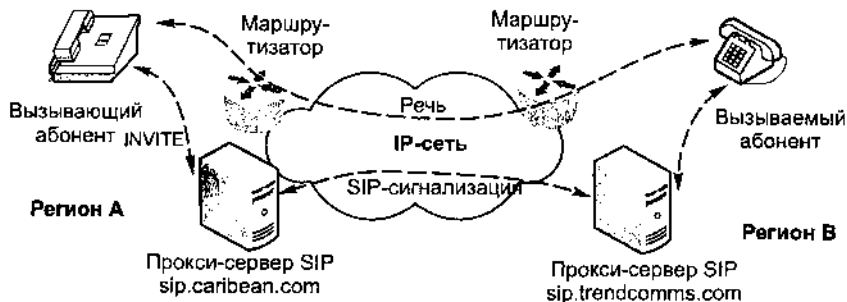 Маршру-
тизатор
Маршру-
тизатор
Речь
Вызывающий
абонент
INVITE
IP-сеть
Вызываемый
абонент
SIP-сигнализация
Регион А
Регион В
Прокси-сервер SIP
sip.caribean.com
Прокси-сервер SIP
sip.trendcomms.com